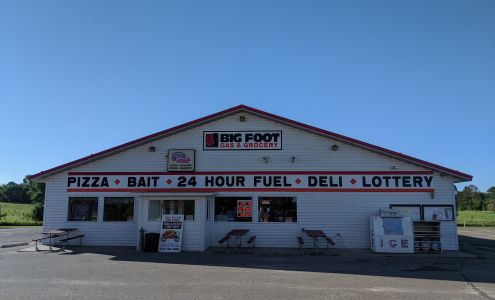 BIG FOOT
GAS & GROCERY
PIZZA ♦ BAIT ♦ 24 HOUR FUEL ♦ DELI ♦ LOTTERY
ICE